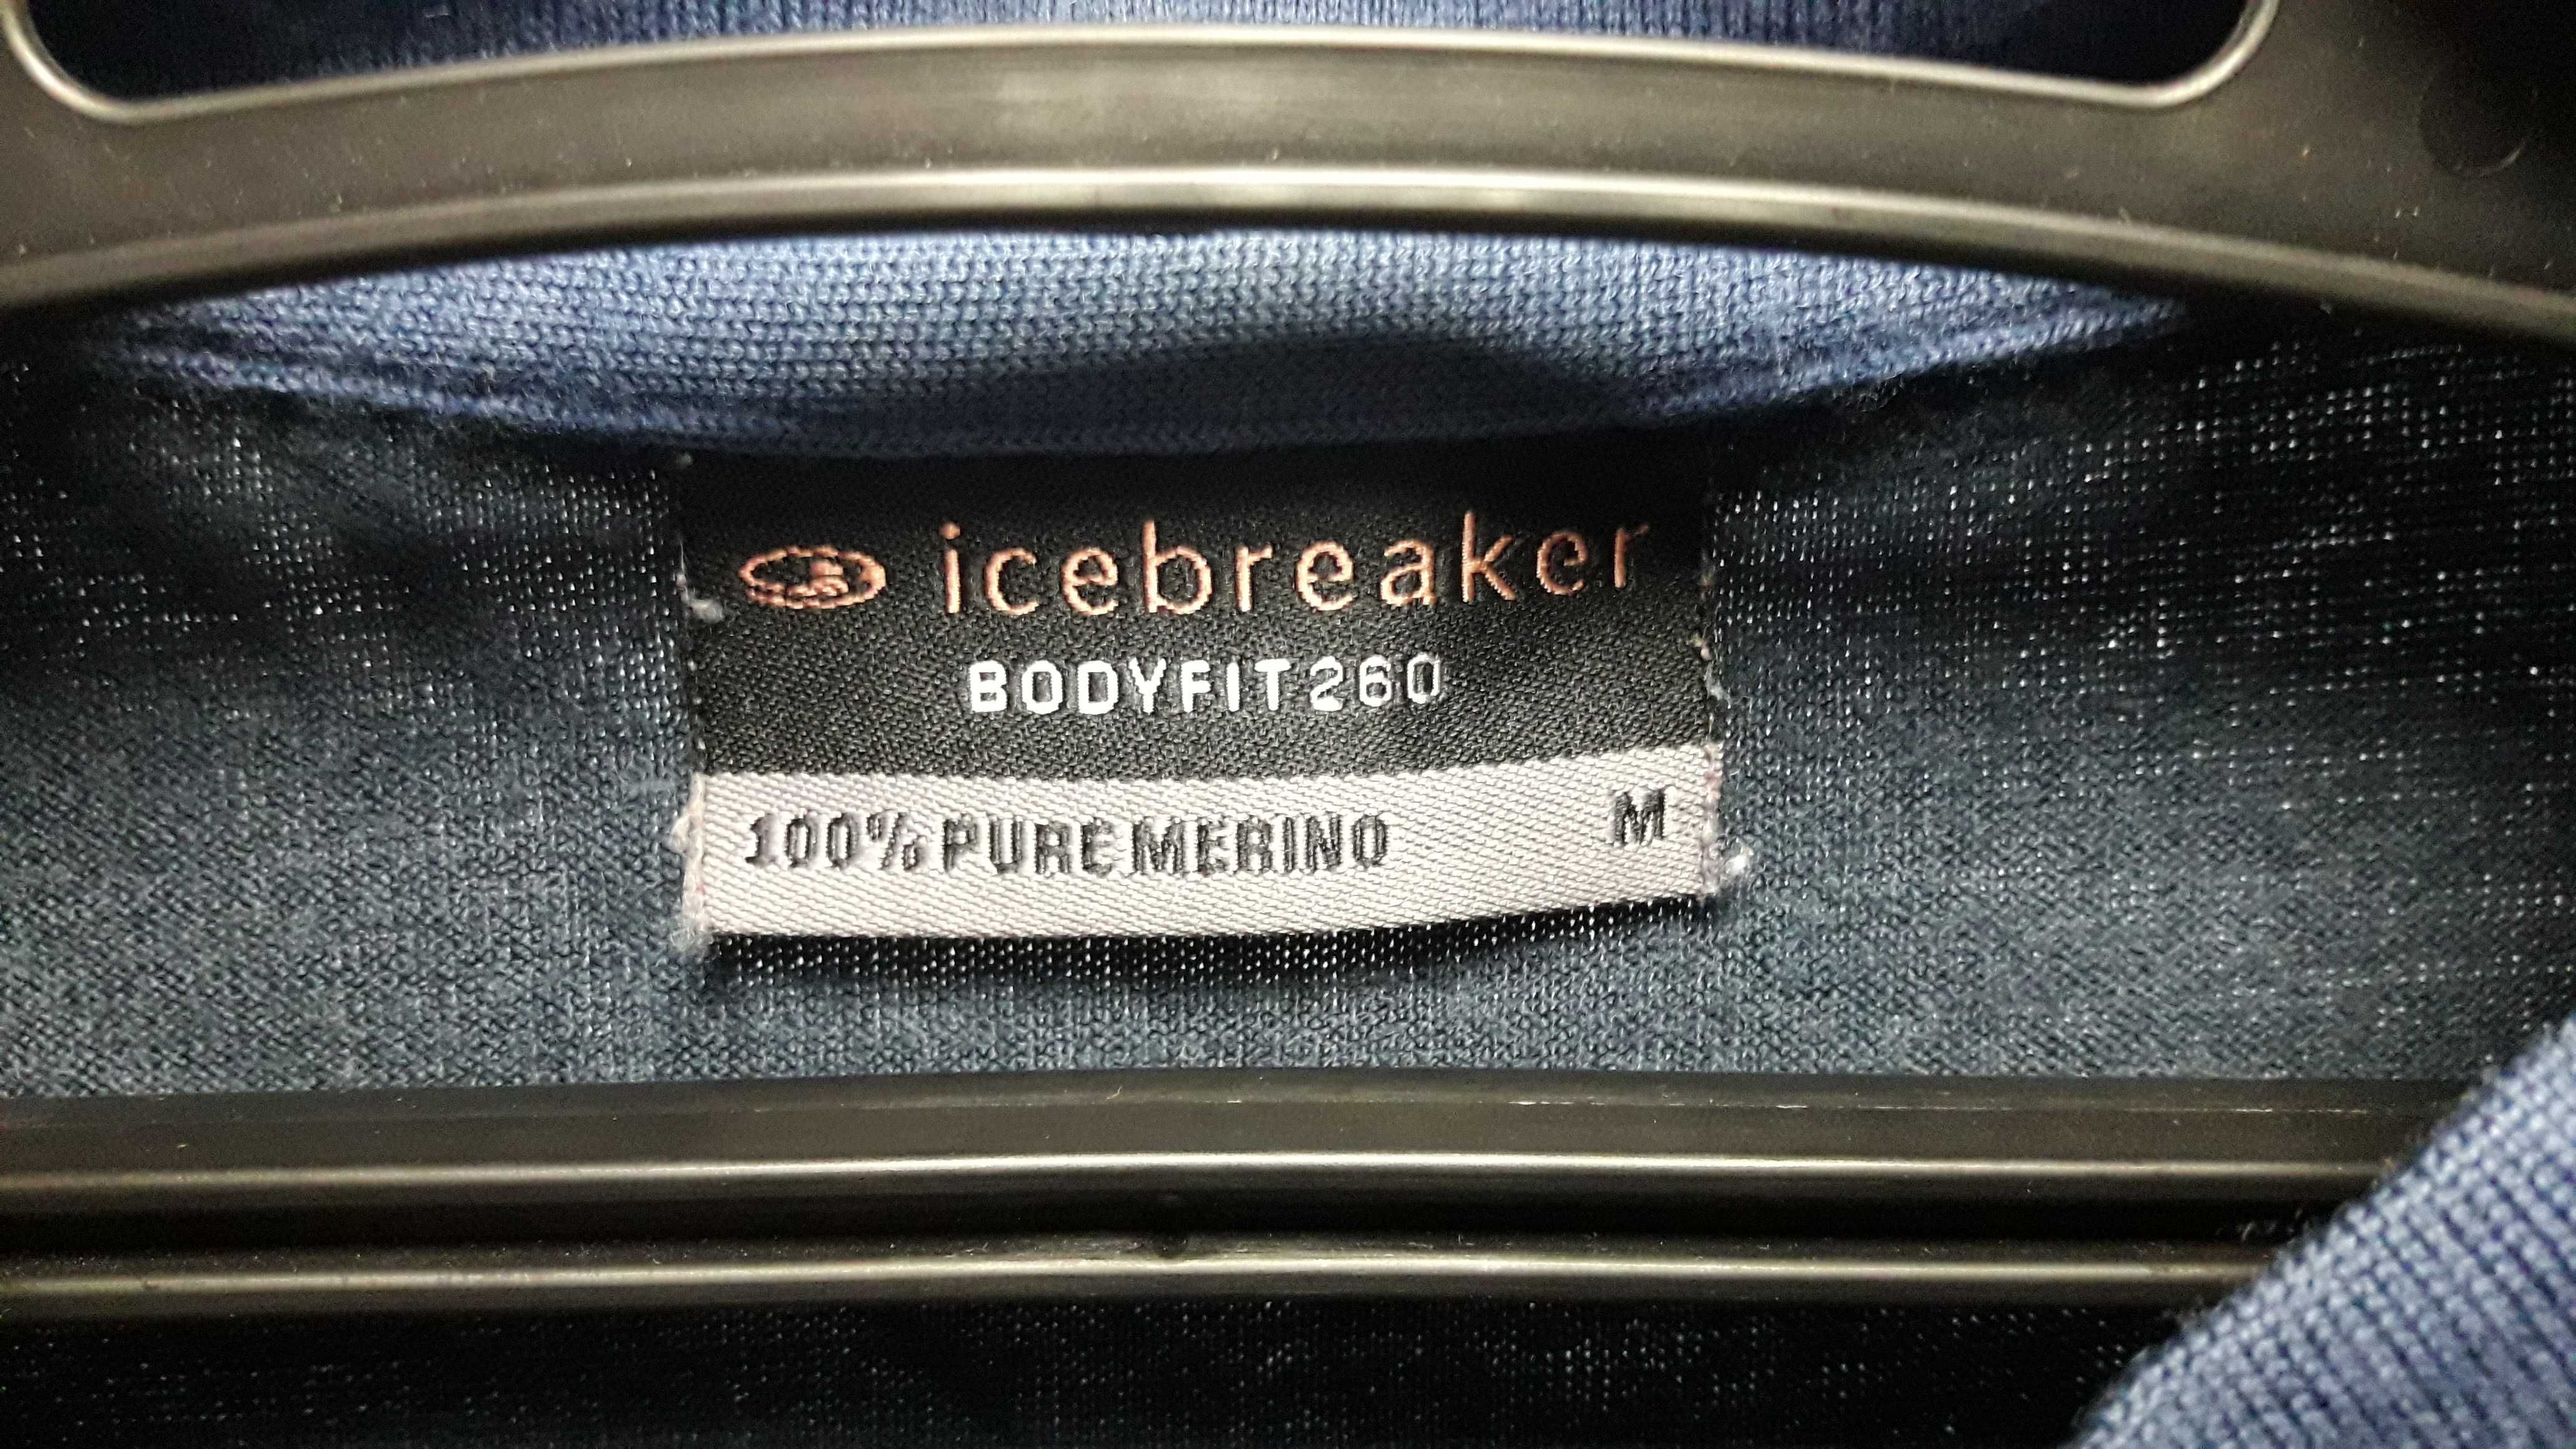 icebreaker
BODYFIT260
100% PURE MERINO M